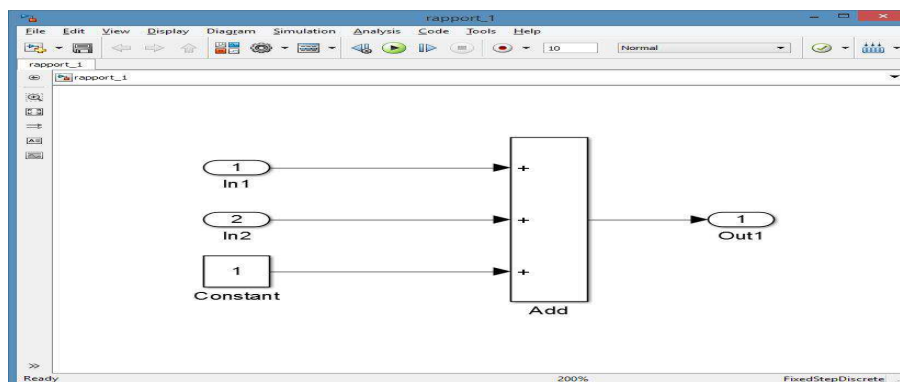 rapport_1
File Edit View Display Diagram Simulation Analysis Code Tools Help
10 Normal
rapport_1
rapport_1
1
+
In1
2
+
1
In2
Out1
1
+
Constant
Add
Ready 200% FixedStepDiscrete